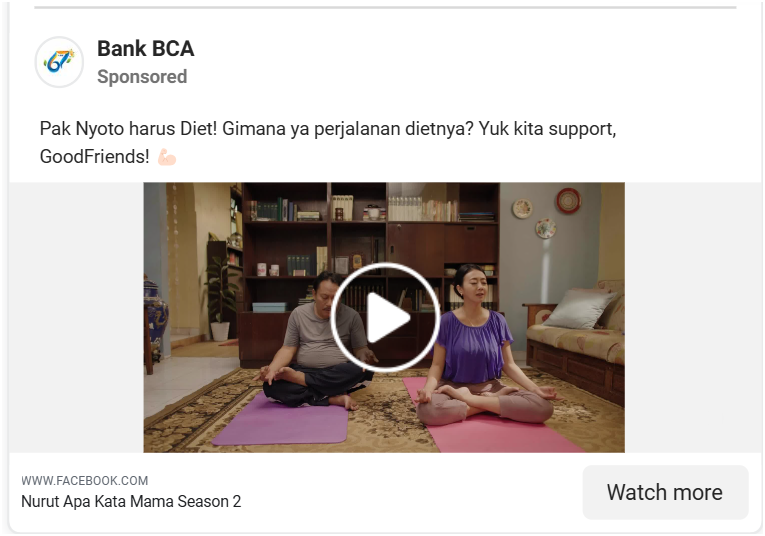 67
Bank BCA
Sponsored
Pak Nyoto harus Diet! Gimana ya perjalanan dietnya? Yuk kita support,
GoodFriends! 💪🏻
WWW.FACEBOOK.COM
Nurut Apa Kata Mama Season 2
Watch more